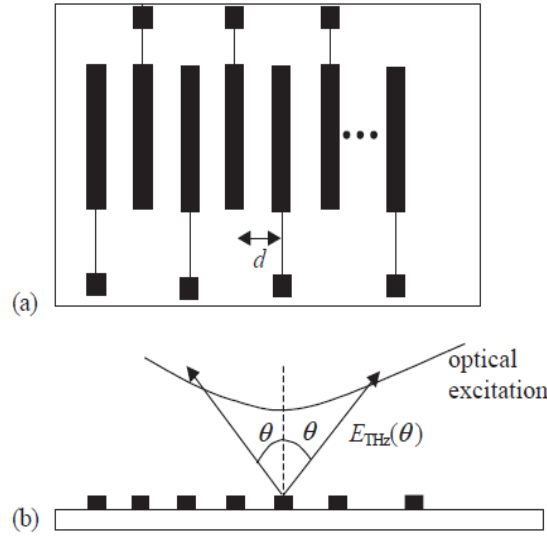 d
(a)
optical
excitation
θ θ E_THz(θ)
(b)